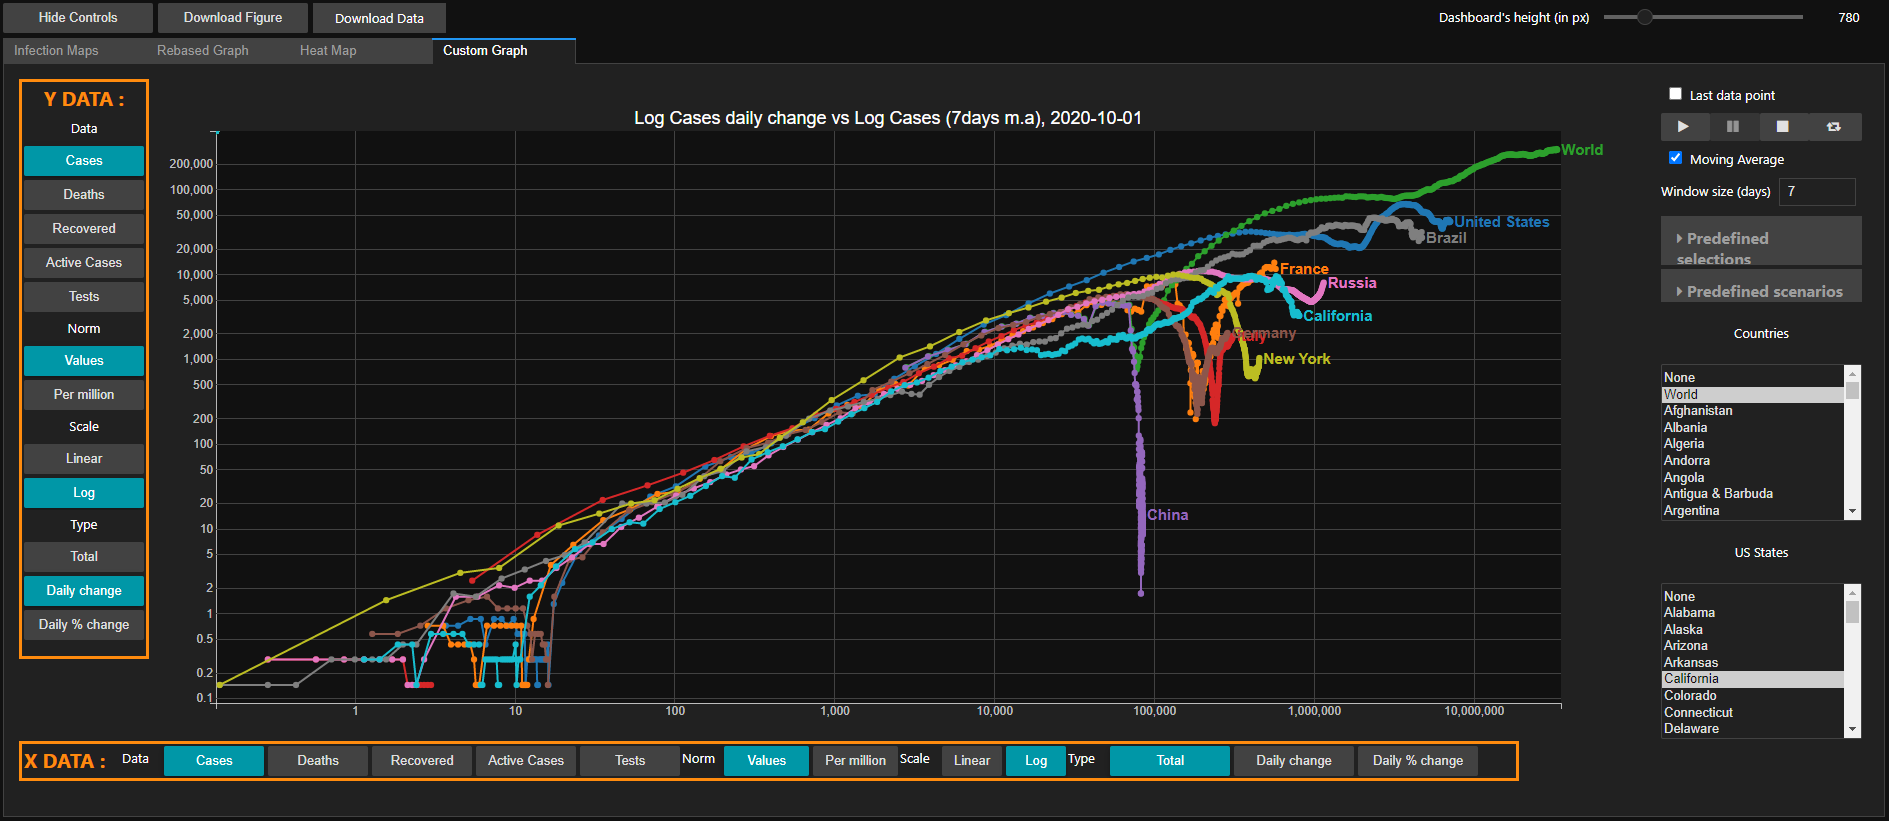 Hide Controls
Download Figure
Download Data
Dashboard's height (in px)
780
Infection Maps
Rebased Graph
Heat Map
Custom Graph
Y DATA :
Data
Cases
Deaths
Recovered
Active Cases
Tests
Norm
Values
Per million
Scale
Linear
Log
Type
Total
Daily change
Daily % change
Log Cases daily change vs Log Cases (7days m.a), 2020-10-01
200,000
100,000
50,000
20,000
10,000
5,000
2,000
1,000
500
200
100
50
20
10
5
2
1
0.5
0.2
0.1
World
United States
Brazil
France
Russia
California
Germany
Italy
New York
China
1
10
100
1,000
10,000
100,000
1,000,000
10,000,000
Last data point
Moving Average
Window size (days)
7
Predefined
selections
Predefined scenarios
Countries
None
World
Afghanistan
Albania
Algeria
Andorra
Angola
Antigua & Barbuda
Argentina
US States
None
Alabama
Alaska
Arizona
Arkansas
California
Colorado
Connecticut
Delaware
X DATA :
Data
Cases
Deaths
Recovered
Active Cases
Tests
Norm
Values
Per million
Scale
Linear
Log
Type
Total
Daily change
Daily % change